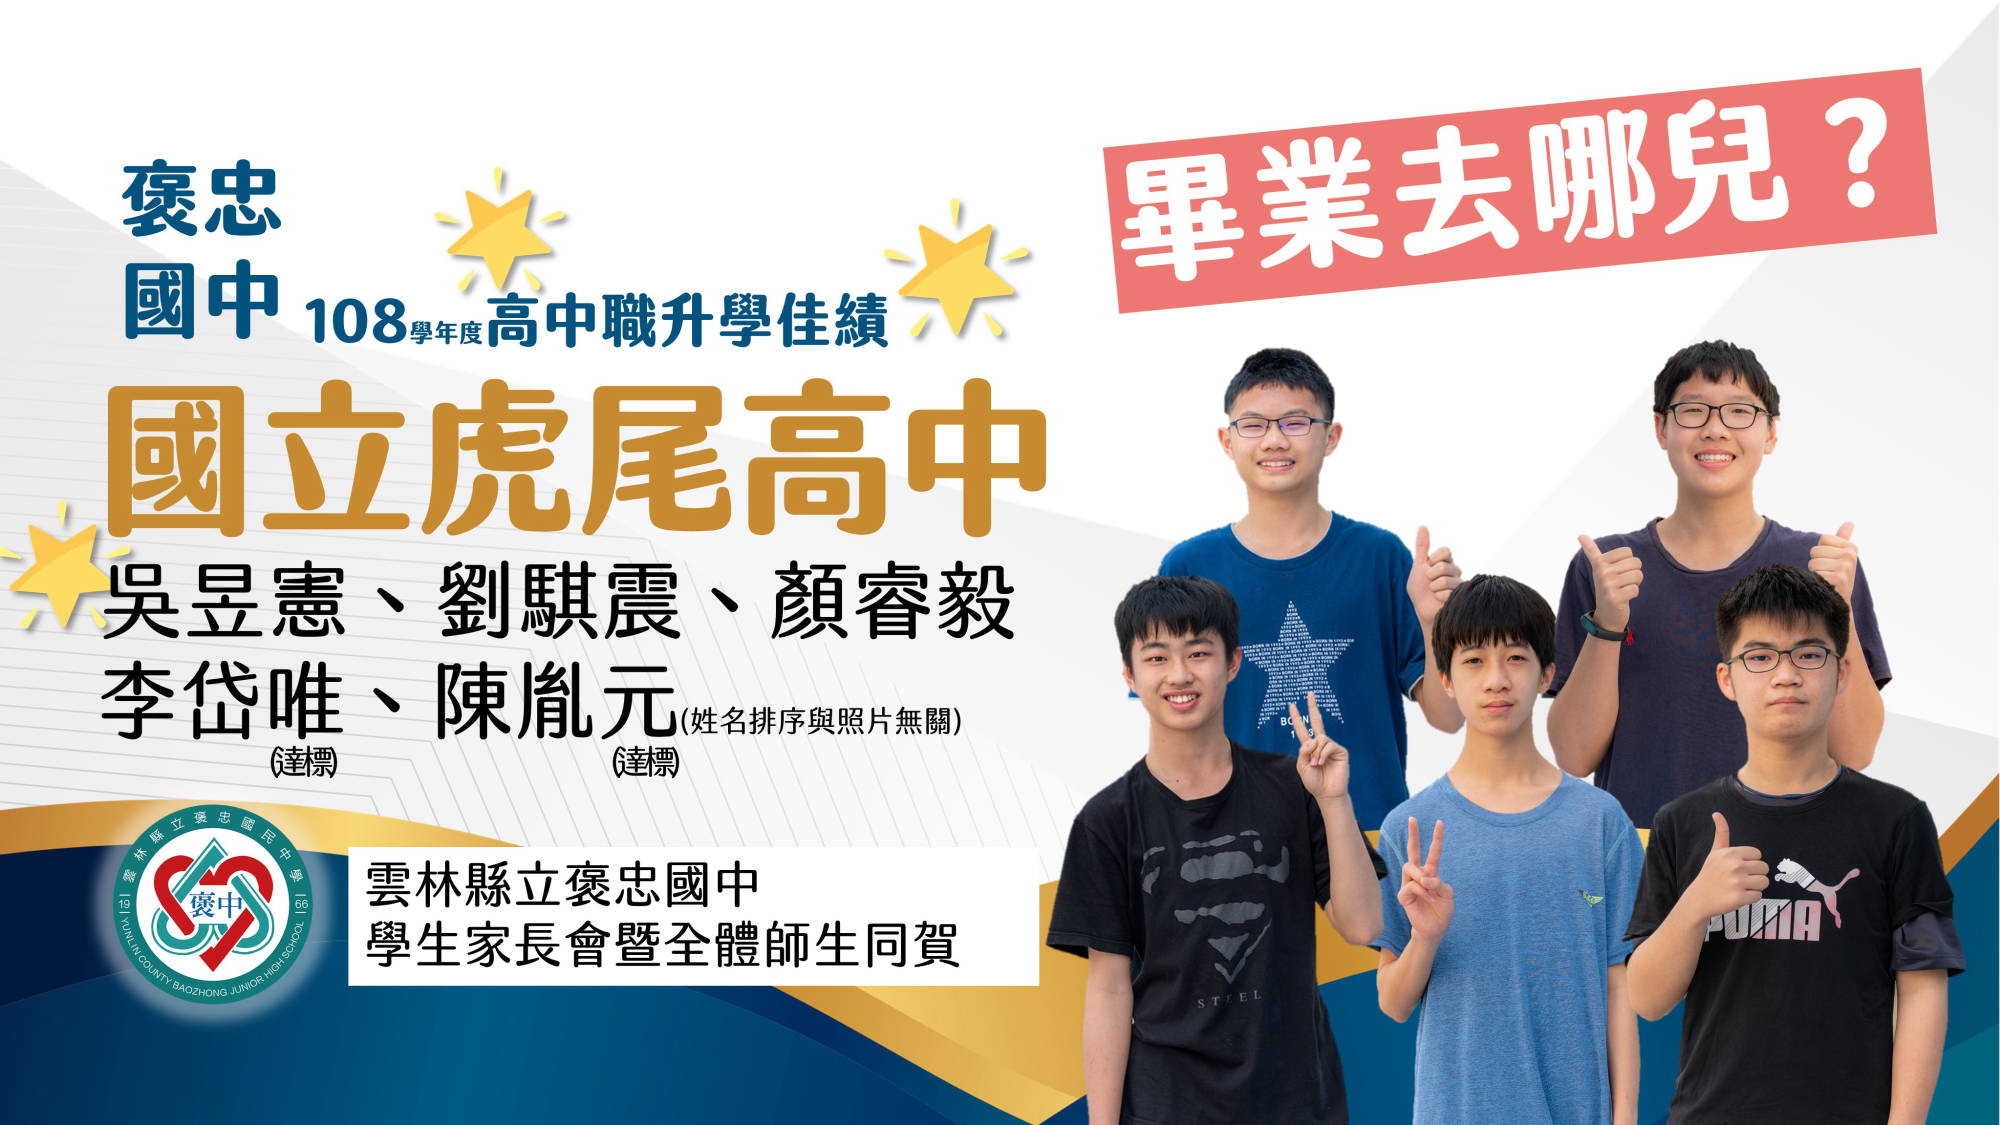 畢業去哪兒？
褒忠
國中
108學年度高中職升學佳績
國立虎尾高中
吳昱憲、劉騏震、顏睿毅
李岱唯、陳胤元(姓名排序與照片無關)
(達標) (達標)
雲林縣立褒忠國民中學
褒中
19 66
YUNLIN COUNTY BAOZHONG JUNIOR HIGH SCHOOL
雲林縣立褒忠國中
學生家長會暨全體師生同賀
STEEL
PUMA